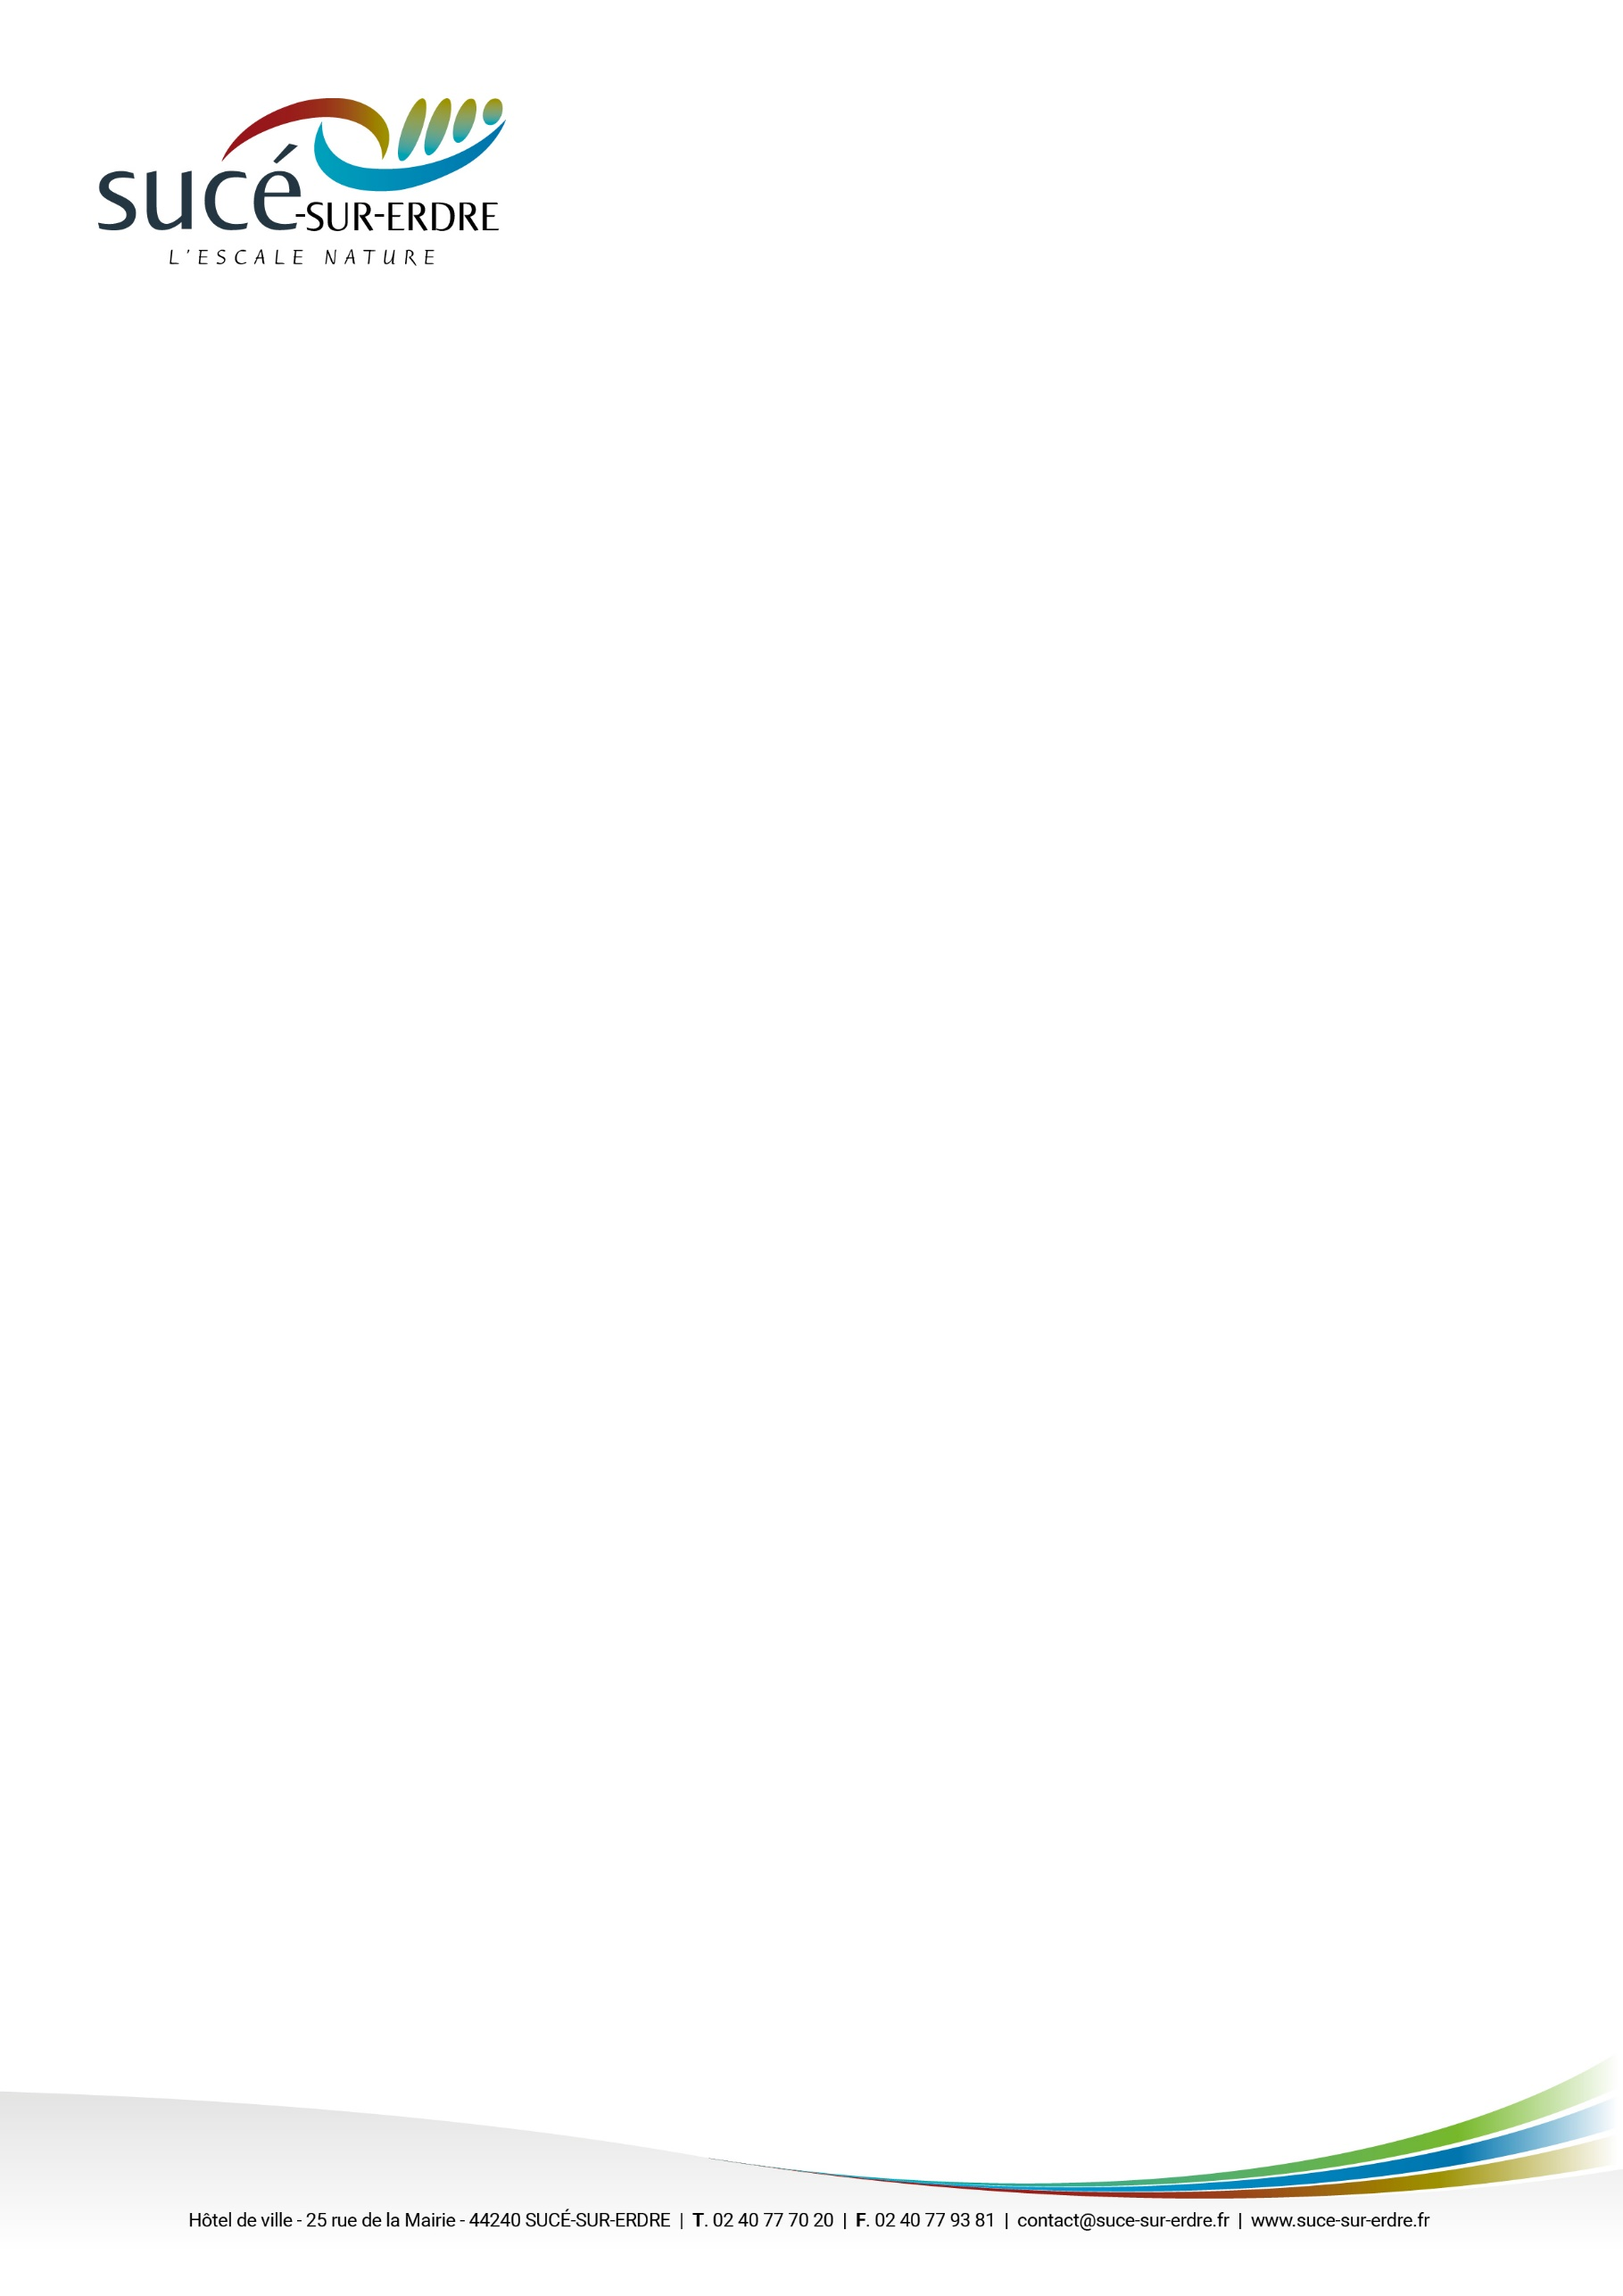 sucé-SUR-ERDRE
L'ESCALE NATURE
Hôtel de ville - 25 rue de la Mairie - 44240 SUCÉ-SUR-ERDRE | T. 02 40 77 70 20 | F. 02 40 77 93 81 | contact@suce-sur-erdre.fr | www.suce-sur-erdre.fr